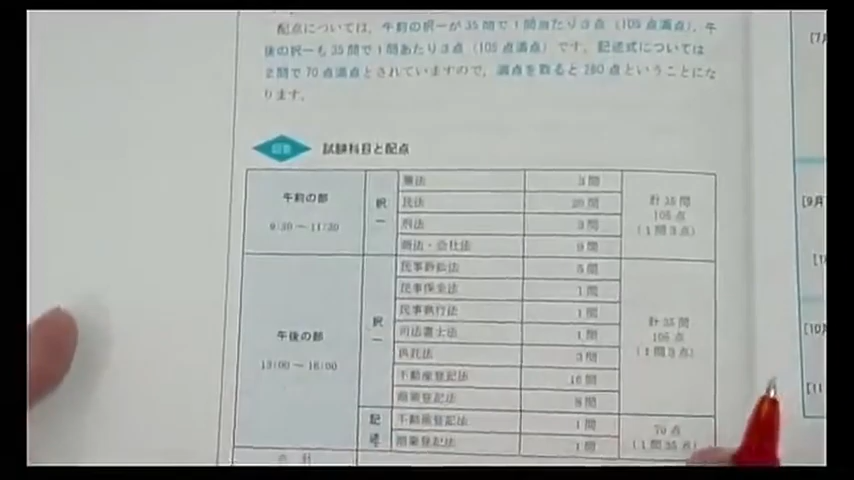 配点については、午前の択一が35問で1問当たり3点(105点満点)、午
後の択一も35問で1問あたり3点(105点満点)です。記述式については
2問で70点満点とされていますので、満点を取ると280点ということにな
ります。
試験科目と配点
午前の部
9:30～11:30
択一
憲法 3問
民法 20問
刑法 3問
商法・会社法 9問
計35問
105点
(1問3点)
午後の部
13:00～16:00
択一
民事訴訟法 5問
民事保全法 1問
民事執行法 1問
司法書士法 1問
供託法 3問
不動産登記法 16問
商業登記法 8問
計35問
105点
(1問3点)
記述
不動産登記法 1問
商業登記法 1問
70点
(1問35点)
合計
[7月
[9月
[10月
[11